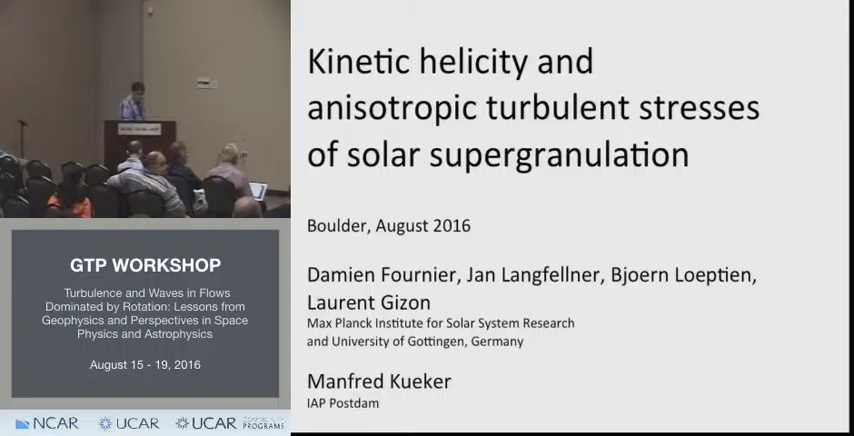 Kinetic helicity and
anisotropic turbulent stresses
of solar supergranulation
Boulder, August 2016
Damien Fournier, Jan Langfellner, Bjoern Loeptien,
Laurent Gizon
Max Planck Institute for Solar System Research
and University of Gottingen, Germany
Manfred Kueker
IAP Postdam
GTP WORKSHOP
Turbulence and Waves in Flows
Dominated by Rotation: Lessons from
Geophysics and Perspectives in Space
Physics and Astrophysics
August 15 - 19, 2016
NCAR
UCAR
UCAR
PROGRAMS